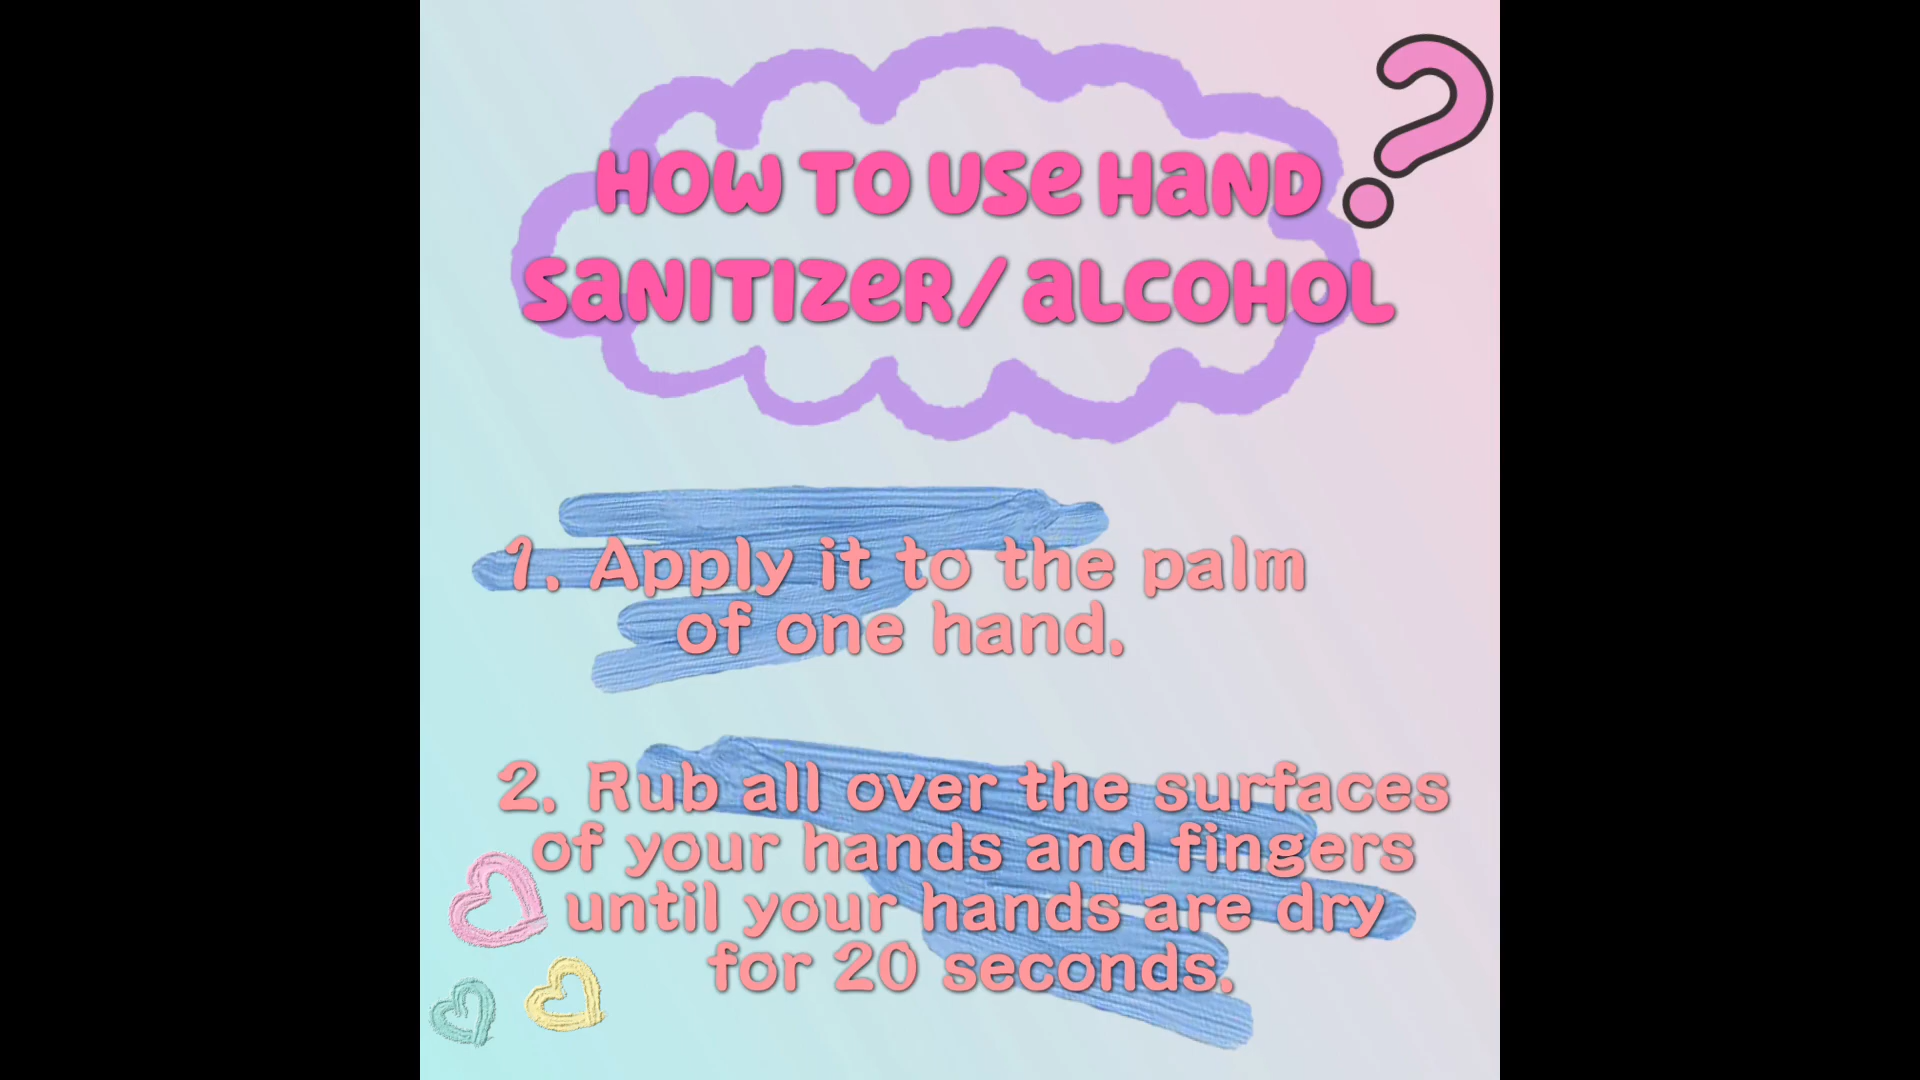 HOW TO USE HAND
SANITIZER/ ALCOHOL
?
1. Apply it to the palm
of one hand.
2. Rub all over the surfaces
of your hands and fingers
until your hands are dry
for 20 seconds.